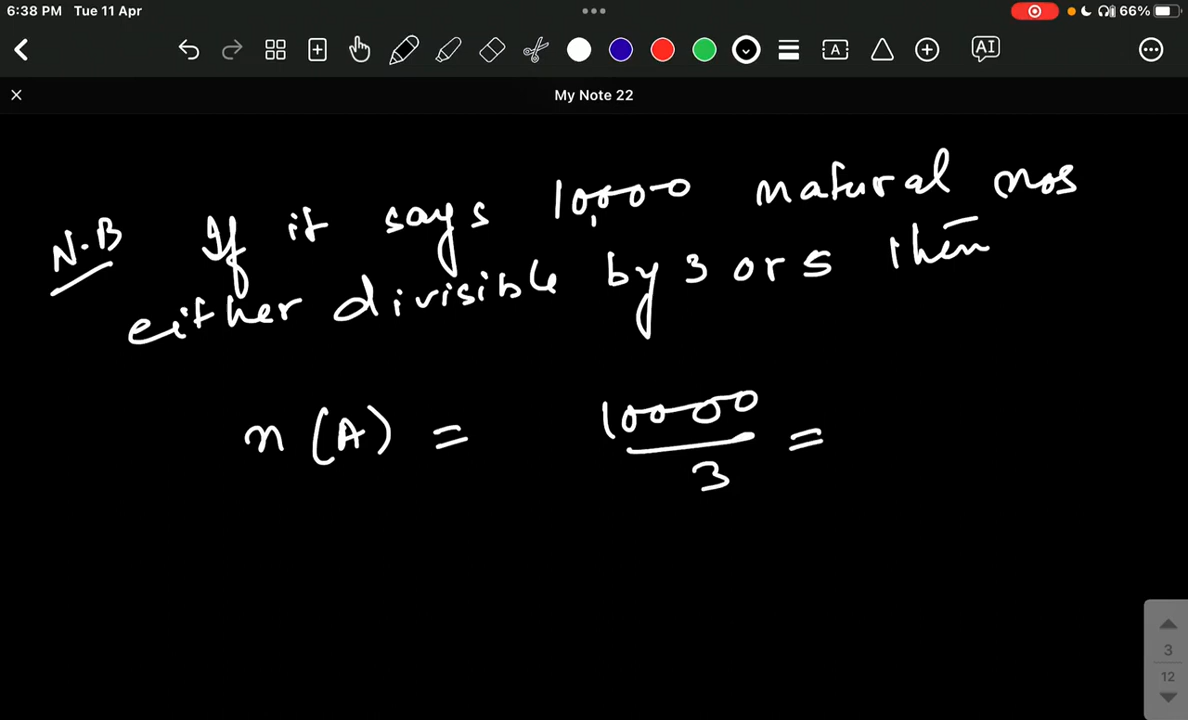 6:38 PM Tue 11 Apr
66%
A
AI
My Note 22
N.B If it says 10,000 natural nos
either divisible by 3 or 5 then
n (A) = 10000 / 3 =
3
12